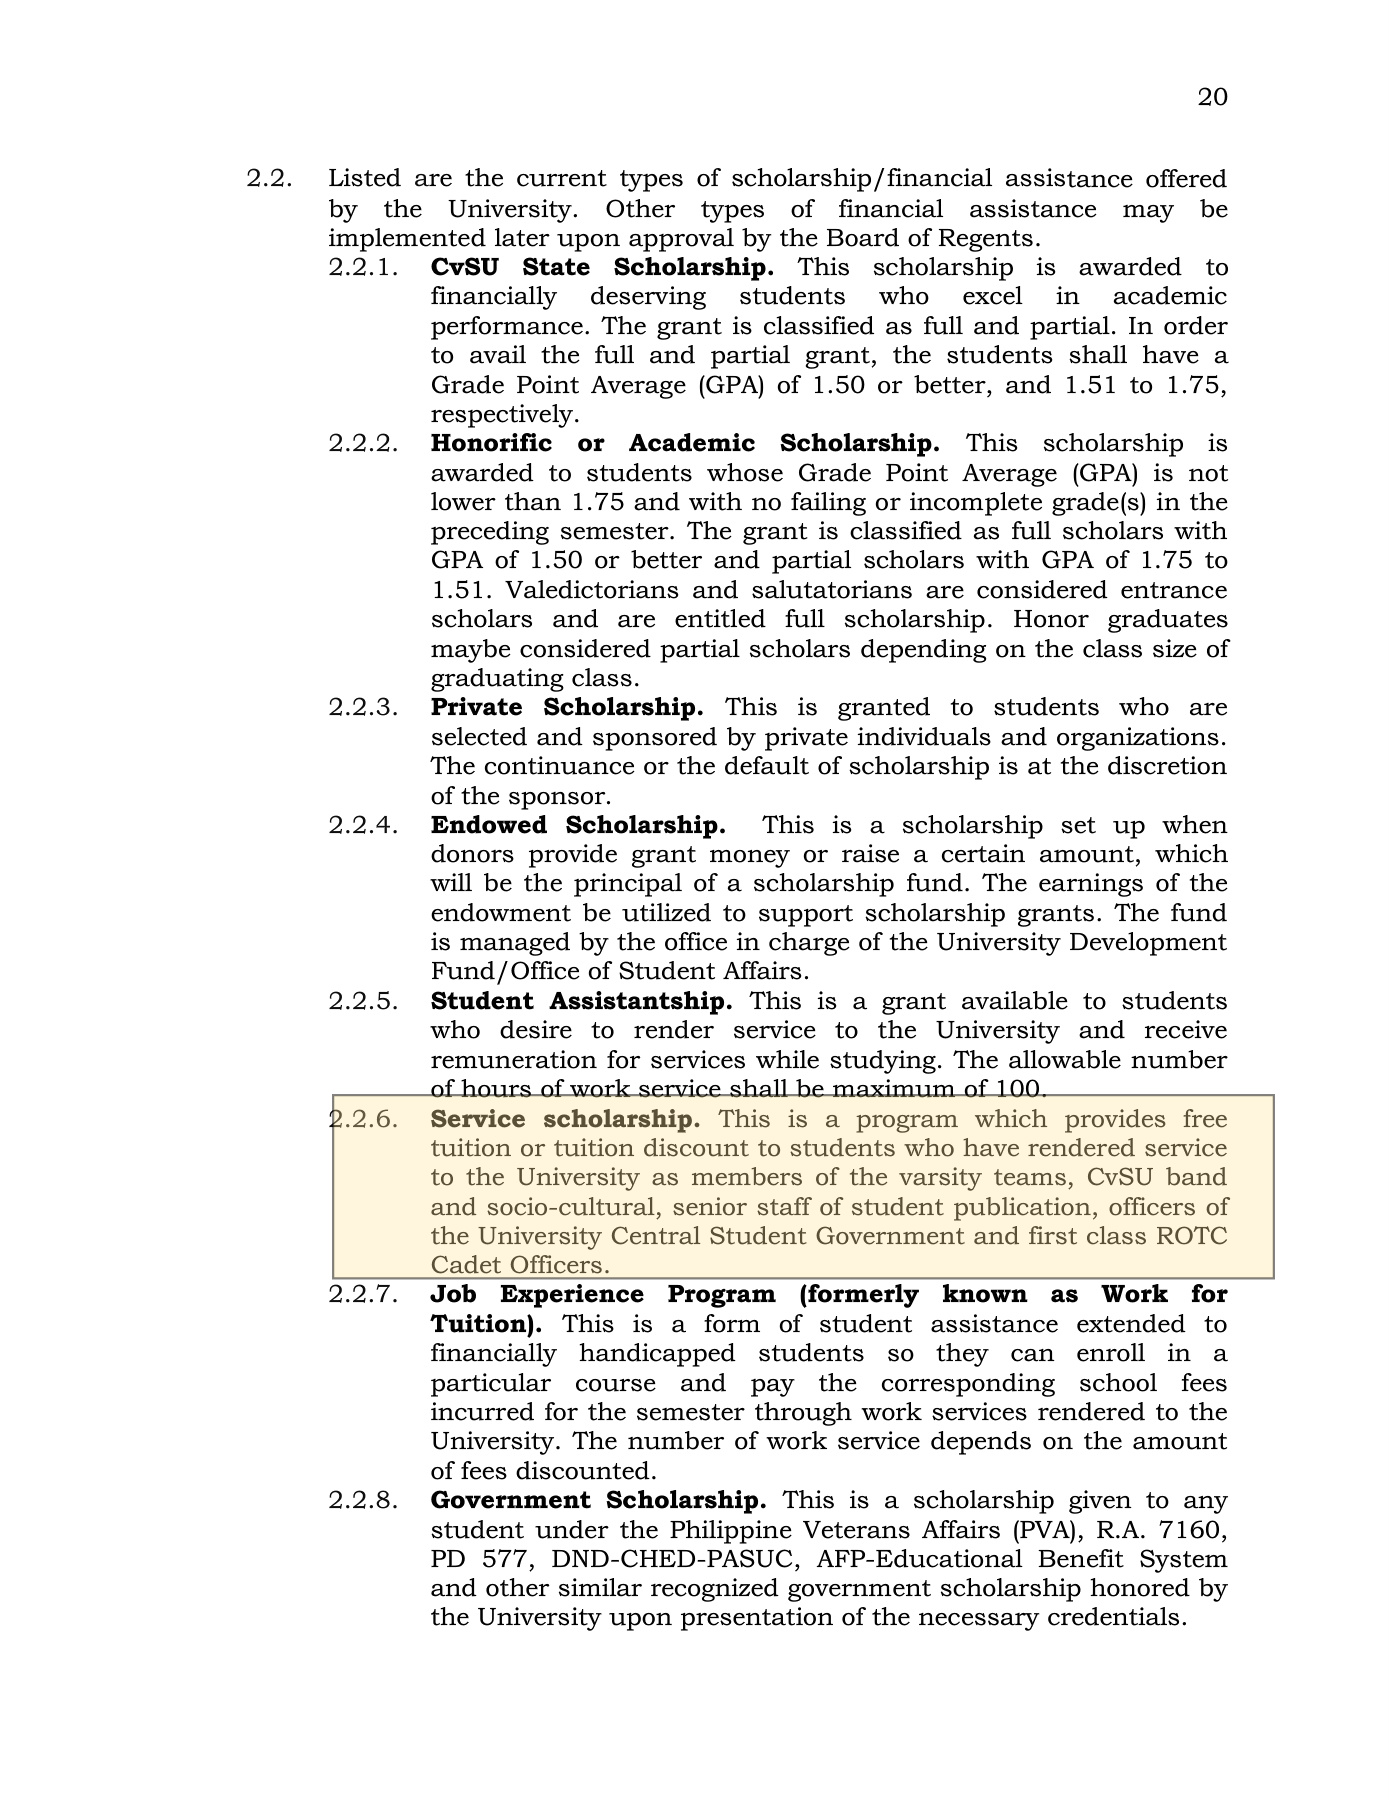 20
2.2. Listed are the current types of scholarship/financial assistance offered
by the University. Other types of financial assistance may be
implemented later upon approval by the Board of Regents.
2.2.1. CvSU State Scholarship. This scholarship is awarded to
financially deserving students who excel in academic
performance. The grant is classified as full and partial. In order
to avail the full and partial grant, the students shall have a
Grade Point Average (GPA) of 1.50 or better, and 1.51 to 1.75,
respectively.
2.2.2. Honorific or Academic Scholarship. This scholarship is
awarded to students whose Grade Point Average (GPA) is not
lower than 1.75 and with no failing or incomplete grade(s) in the
preceding semester. The grant is classified as full scholars with
GPA of 1.50 or better and partial scholars with GPA of 1.75 to
1.51. Valedictorians and salutatorians are considered entrance
scholars and are entitled full scholarship. Honor graduates
maybe considered partial scholars depending on the class size of
graduating class.
2.2.3. Private Scholarship. This is granted to students who are
selected and sponsored by private individuals and organizations.
The continuance or the default of scholarship is at the discretion
of the sponsor.
2.2.4. Endowed Scholarship. This is a scholarship set up when
donors provide grant money or raise a certain amount, which
will be the principal of a scholarship fund. The earnings of the
endowment be utilized to support scholarship grants. The fund
is managed by the office in charge of the University Development
Fund/Office of Student Affairs.
2.2.5. Student Assistantship. This is a grant available to students
who desire to render service to the University and receive
remuneration for services while studying. The allowable number
of hours of work service shall be maximum of 100.
2.2.6. Service scholarship. This is a program which provides free
tuition or tuition discount to students who have rendered service
to the University as members of the varsity teams, CvSU band
and socio-cultural, senior staff of student publication, officers of
the University Central Student Government and first class ROTC
Cadet Officers.
2.2.7. Job Experience Program (formerly known as Work for
Tuition). This is a form of student assistance extended to
financially handicapped students so they can enroll in a
particular course and pay the corresponding school fees
incurred for the semester through work services rendered to the
University. The number of work service depends on the amount
of fees discounted.
2.2.8. Government Scholarship. This is a scholarship given to any
student under the Philippine Veterans Affairs (PVA), R.A. 7160,
PD 577, DND-CHED-PASUC, AFP-Educational Benefit System
and other similar recognized government scholarship honored by
the University upon presentation of the necessary credentials.